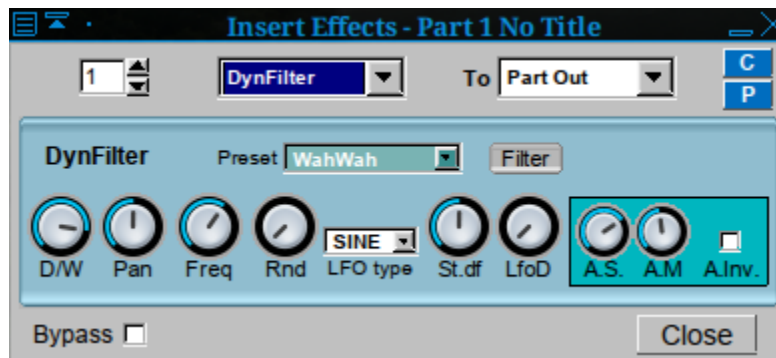 Insert Effects - Part 1 No Title
1 DynFilter To Part Out C
P
DynFilter Preset WahWah Filter
SINE
D/W Pan Freq Rnd LFO type St.df LfoD A.S. A.M A.Inv.
Bypass Close